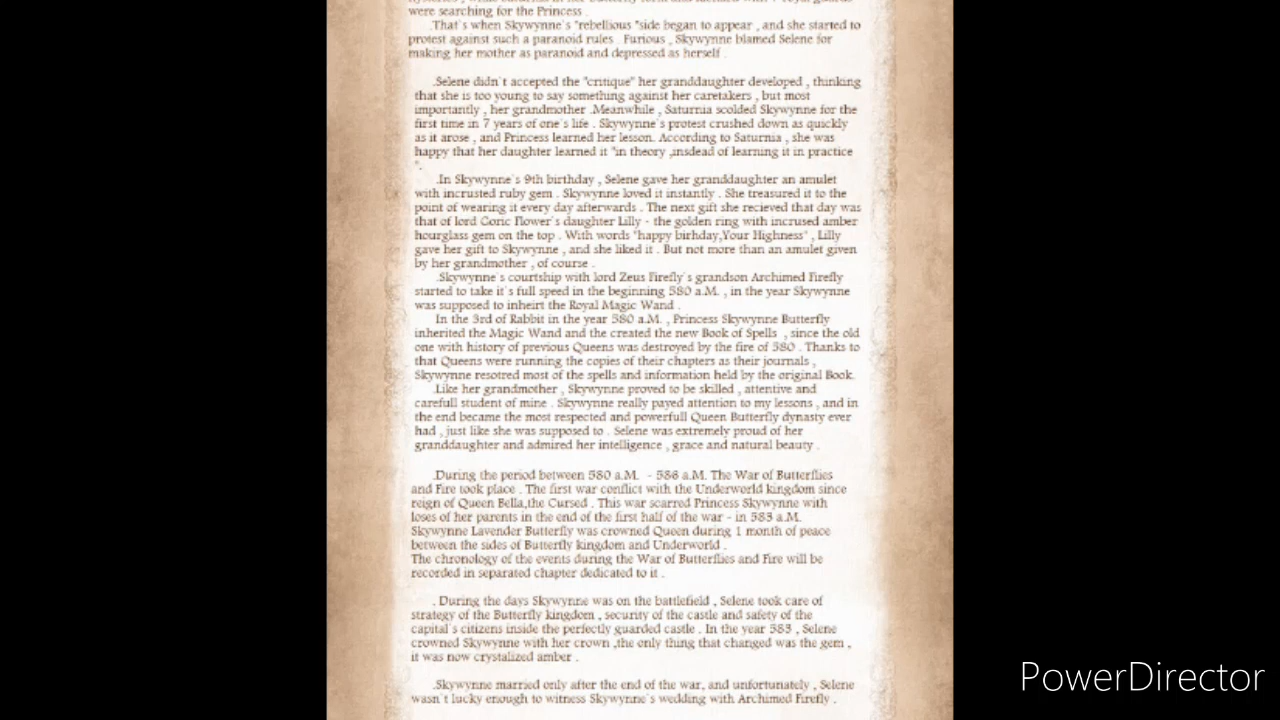 were searching for the Princess .
.That`s when Skywynne`s "rebellious "side began to appear , and she started to
protest against such a paranoid rules . Furious , Skywynne blamed Selene for
making her mother as paranoid and depressed as herself .
.Selene didn`t accepted the "critique" her granddaughter developed , thinking
that she is too young to say something against her caretakers , but most
importantly , her grandmother .Meanwhile , Saturnia scolded Skywynne for the
first time in 7 years of one`s life . Skywynne`s protest crushed down as quickly
as it arose , and Princess learned her lesson. According to Saturnia , she was
happy that her daughter learned it "in theory ,insdead of learning it in practice
".
.In Skywynne`s 9th birthday , Selene gave her granddaughter an amulet
with incrusted ruby gem . Skywynne loved it instantly . She treasured it to the
point of wearing it every day afterwards . The next gift she recieved that day was
that of lord Goric Flower`s daughter Lilly - the golden ring with incrused amber
hourglass gem on the top . With words "happy birhday,Your Highness" , Lilly
gave her gift to Skywynne , and she liked it . But not more than an amulet given
by her grandmother , of course .
.Skywynne`s courtship with lord Zeus Firefly`s grandson Archimed Firefly
started to take it`s full speed in the beginning 580 a.M. , in the year Skywynne
was supposed to inheirt the Royal Magic Wand .
In the 3rd of Rabbit in the year 580 a.M. , Princess Skywynne Butterfly
inherited the Magic Wand and the created the new Book of Spells , since the old
one with history of previous Queens was destroyed by the fire of 580 . Thanks to
that Queens were running the copies of their chapters as their journals ,
Skywynne resotred most of the spells and information held by the original Book.
.Like her grandmother , Skywynne proved to be skilled , attentive and
carefull student of mine . Skywynne really payed attention to my lessons , and in
the end became the most respected and powerfull Queen Butterfly dynasty ever
had , just like she was supposed to . Selene was extremely proud of her
granddaughter and admired her intelligence , grace and natural beauty .
.During the period between 580 a.M. - 586 a.M. The War of Butterflies
and Fire took place . The first war conflict with the Underworld kingdom since
reign of Queen Bella,the Cursed . This war scarred Princess Skywynne with
loses of her parents in the end of the first half of the war - in 583 a.M.
Skywynne Lavender Butterfly was crowned Queen during 1 month of peace
between the sides of Butterfly kingdom and Underworld .
The chronology of the events during the War of Butterflies and Fire will be
recorded in separated chapter dedicated to it .
. During the days Skywynne was on the battlefield , Selene took care of
strategy of the Butterfly kingdom , security of the castle and safety of the
capital`s citizens inside the perfectly guarded castle . In the year 583 , Selene
crowned Skywynne with her crown ,the only thing that changed was the gem ,
it was now crystalized amber .
.Skywynne married only after the end of the war, and unfortunately , Selene
wasn`t lucky enough to witness Skywynne`s wedding with Archimed Firefly .
PowerDirector